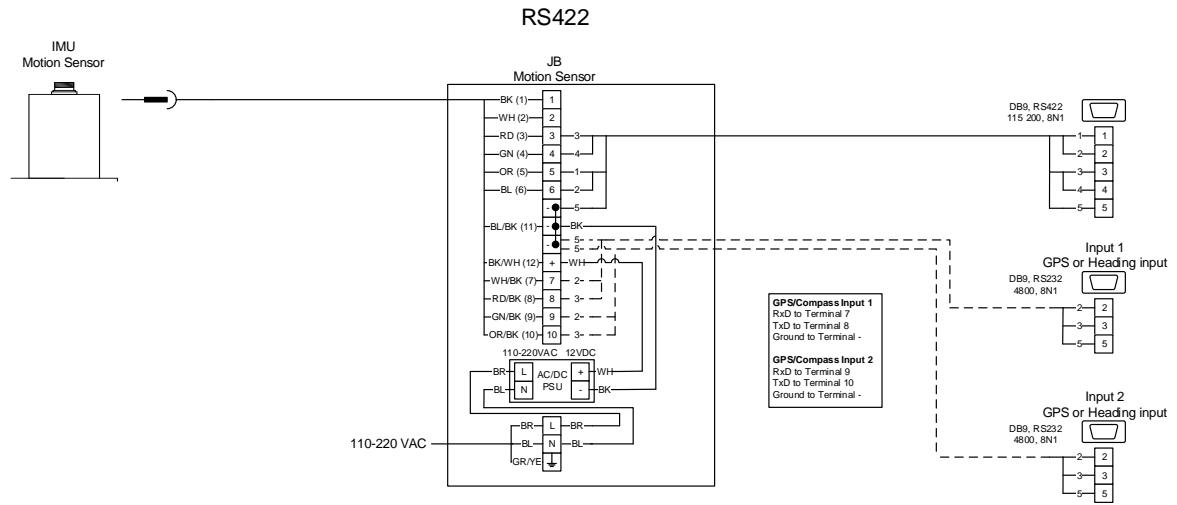 RS422
IMU
Motion Sensor
JB
Motion Sensor
BK (1) 1
WH (2) 2
RD (3) 3 3
GN (4) 4 4
OR (5) 5 1
BL (6) 6 2
- 5
BL/BK (11) - BK
- 5
5
BK/WH (12) + WH
WH/BK (7) 7 2
RD/BK (8) 8 3
GN/BK (9) 9 2
OR/BK (10) 10 3
110-220VAC 12VDC
BR L AC/DC + WH
BL N PSU - BK
BR L BR
110-220 VAC BL N BL
GR/YE
DB9, RS422
115 200, 8N1
1 1
2 2
3 3
4 4
5 5
Input 1
GPS or Heading input
DB9, RS232
4800, 8N1
2 2
3 3
5 5
GPS/Compass Input 1
RxD to Terminal 7
TxD to Terminal 8
Ground to Terminal -
GPS/Compass Input 2
RxD to Terminal 9
TxD to Terminal 10
Ground to Terminal -
Input 2
GPS or Heading input
DB9, RS232
4800, 8N1
2 2
3 3
5 5